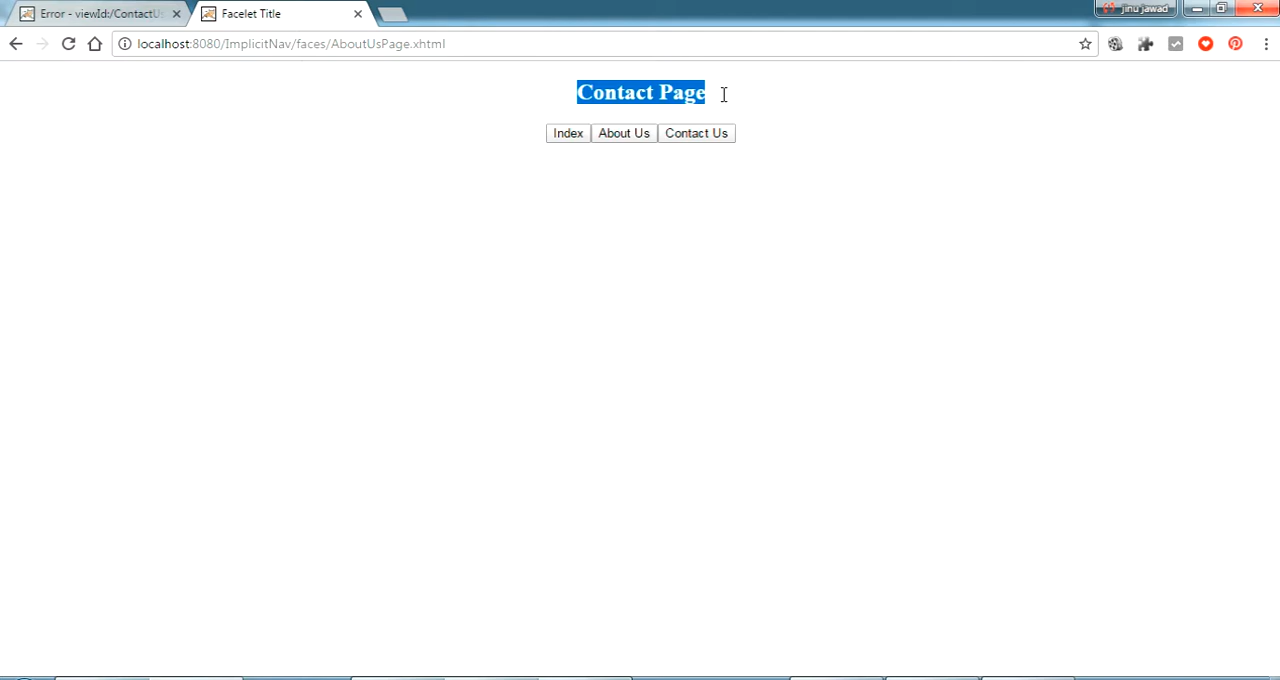 Error - viewId:/ContactUs
Facelet Title
jinu jawad
localhost:8080/ImplicitNav/faces/AboutUsPage.xhtml
Contact Page
Index
About Us
Contact Us